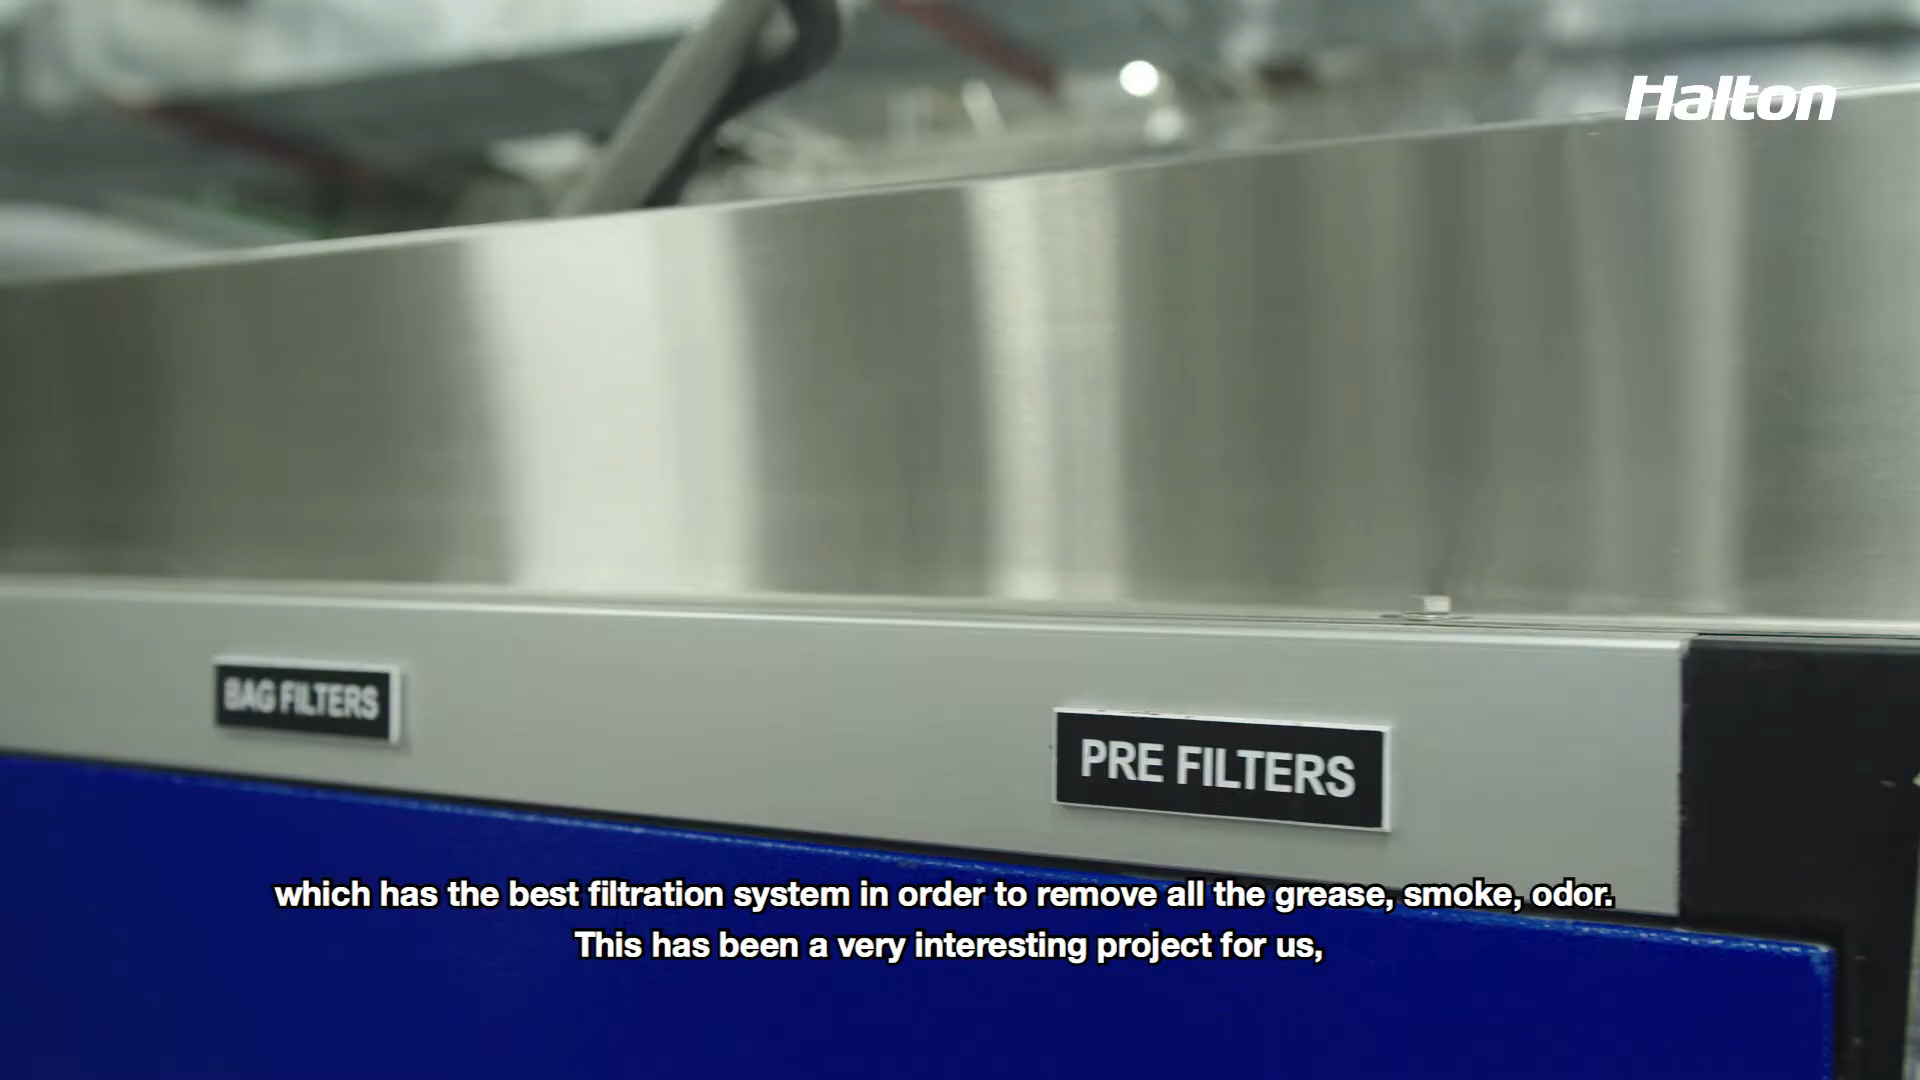 Halton
BAG FILTERS
PRE FILTERS
which has the best filtration system in order to remove all the grease, smoke, odor.
This has been a very interesting project for us,